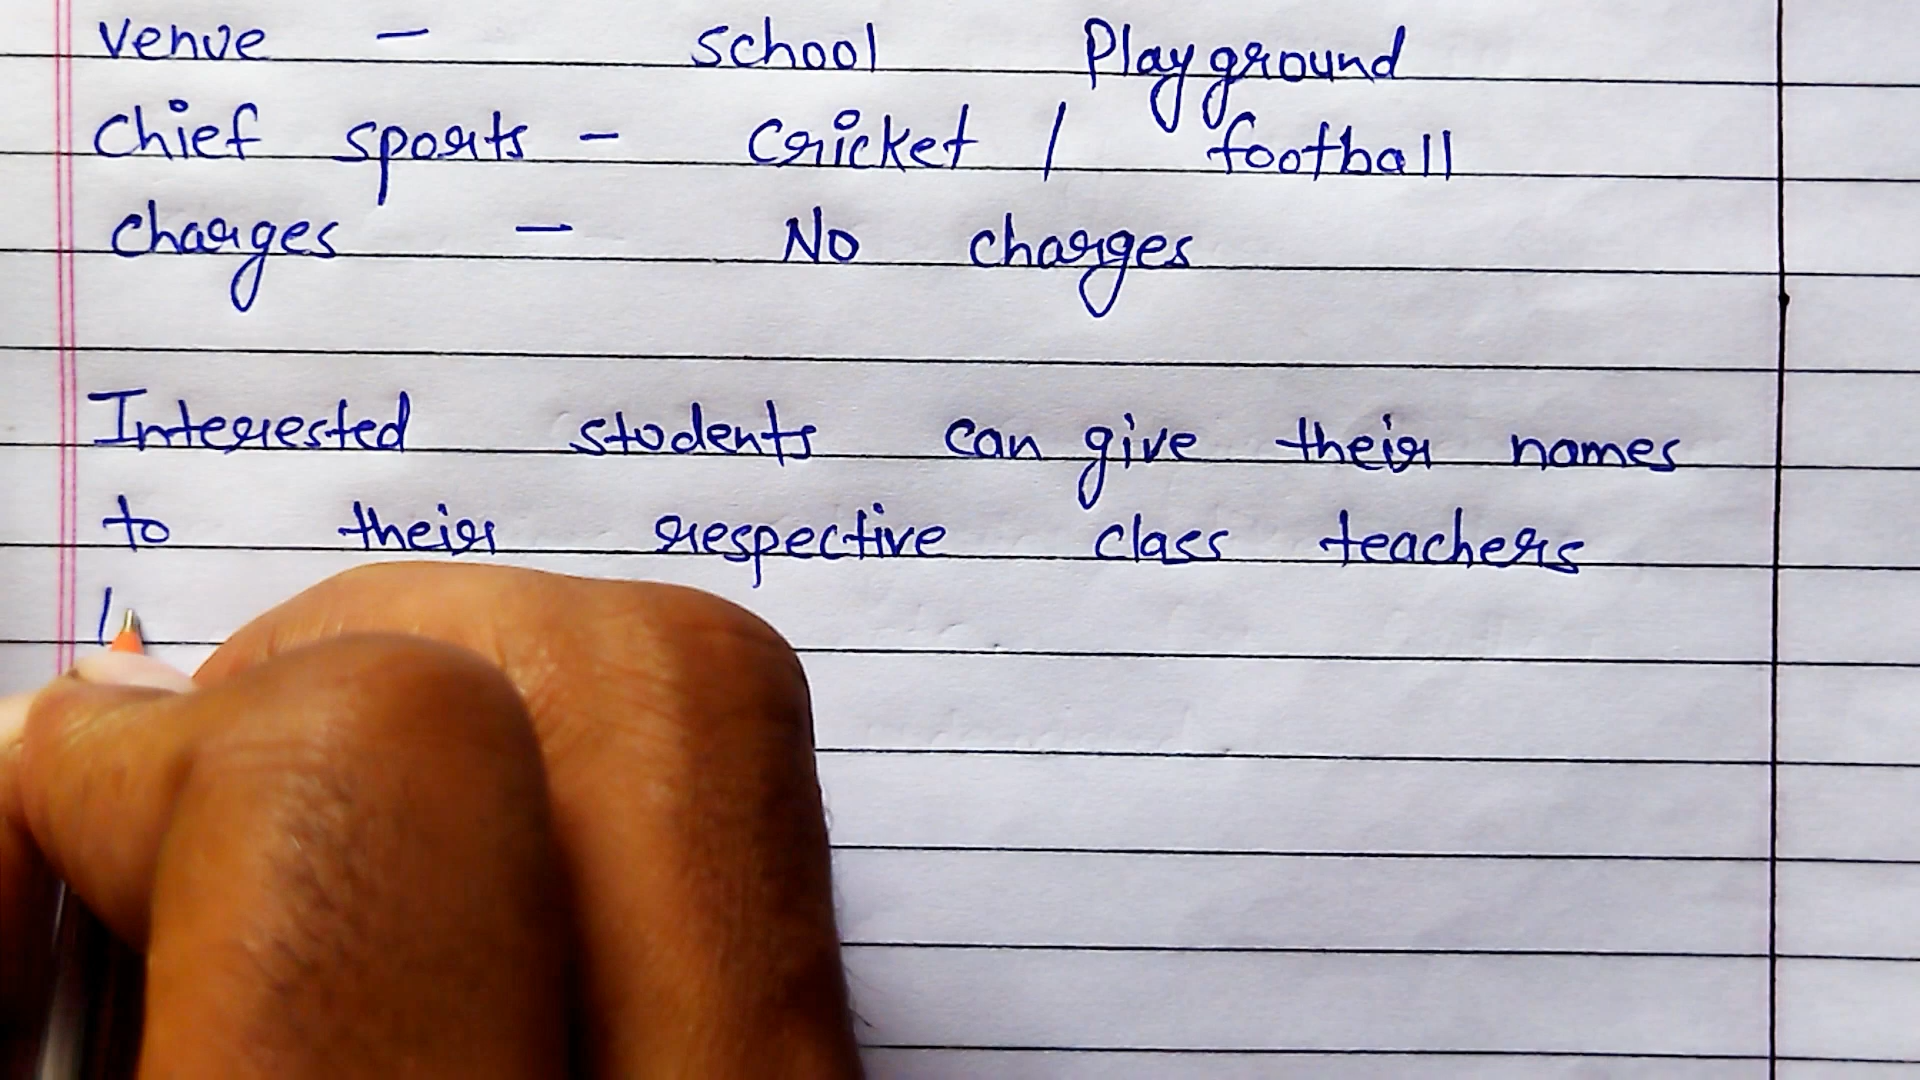 Venue - school Playground
Chief sports - cricket / football
charges - No charges
Interested students can give their names
to their respective class teachers